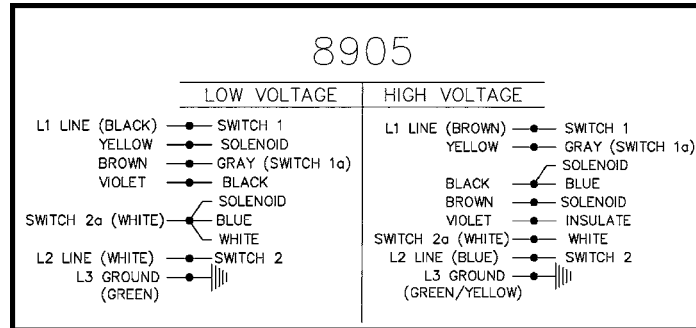 8905
LOW VOLTAGE
L1 LINE (BLACK) SWITCH 1
YELLOW SOLENOID
BROWN GRAY (SWITCH 1a)
VIOLET BLACK
SOLENOID
SWITCH 2a (WHITE) BLUE
WHITE
L2 LINE (WHITE) SWITCH 2
L3 GROUND
(GREEN)
HIGH VOLTAGE
L1 LINE (BROWN) SWITCH 1
YELLOW GRAY (SWITCH 1a)
SOLENOID
BLACK BLUE
BROWN SOLENOID
VIOLET INSULATE
SWITCH 2a (WHITE) WHITE
L2 LINE (BLUE) SWITCH 2
L3 GROUND
(GREEN/YELLOW)